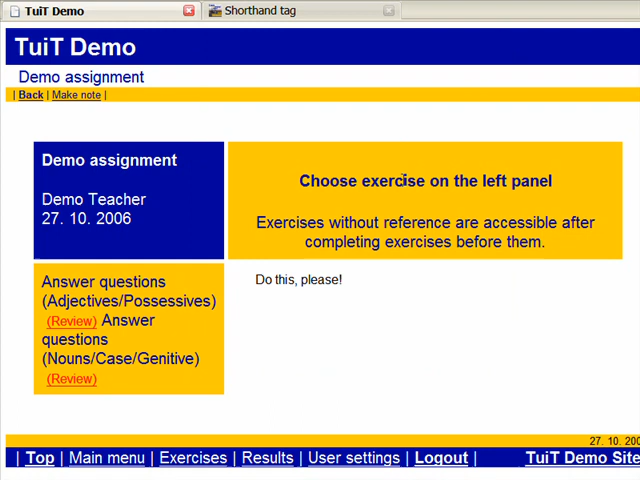 TuiT Demo
Shorthand tag
TuiT Demo
Demo assignment
| Back | Make note |
Demo assignment
Demo Teacher
27. 10. 2006
Choose exercise on the left panel
Exercises without reference are accessible after
completing exercises before them.
Answer questions
(Adjectives/Possessives)
(Review) Answer
questions
(Nouns/Case/Genitive)
(Review)
Do this, please!
27. 10. 200
| Top | Main menu | Exercises | Results | User settings | Logout | TuiT Demo Site